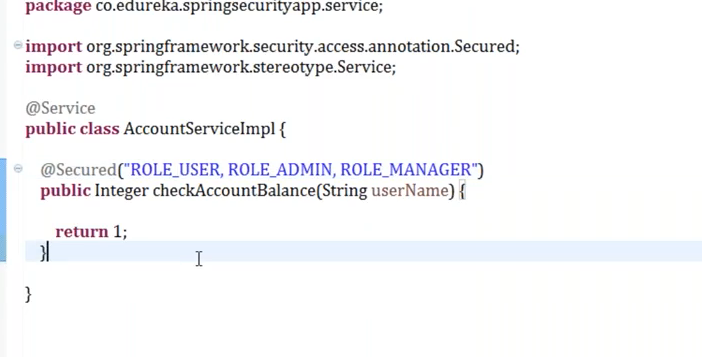 package co.edureka.springsecurityapp.service;
import org.springframework.security.access.annotation.Secured;
import org.springframework.stereotype.Service;
@Service
public class AccountServiceImpl {
@Secured("ROLE_USER, ROLE_ADMIN, ROLE_MANAGER")
public Integer checkAccountBalance(String userName) {
return 1;
}
}